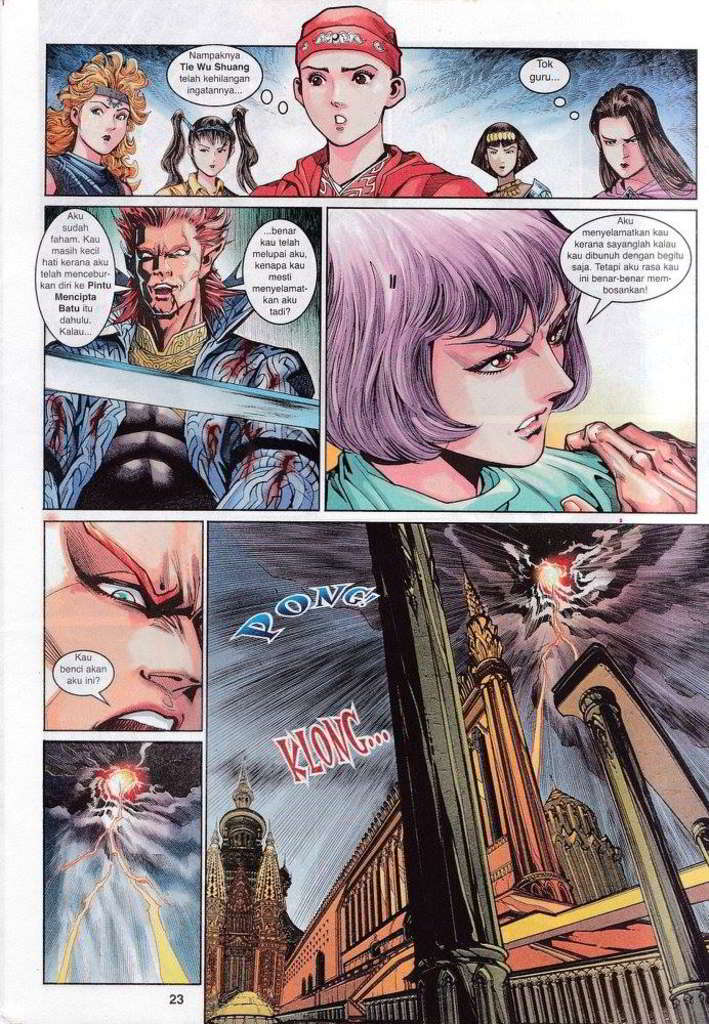 Nampaknya
Tie Wu Shuang
telah kehilangan
ingatannya...
Tok
guru...
Aku
sudah
faham. Kau
masih kecil
hati kerana aku
telah mencebur-
kan diri ke Pintu
Mencipta
Batu itu
dahulu.
Kalau...
...benar
kau telah
melupai aku,
kenapa kau
mesti
menyelamat-
kan aku
tadi?
Aku
menyelamatkan kau
kerana sayanglah kalau
kau dibunuh dengan begitu
saja. Tetapi aku rasa kau
ini benar-benar mem-
bosankan!
Kau
benci akan
aku ini?
PONG!
KLONG...
23